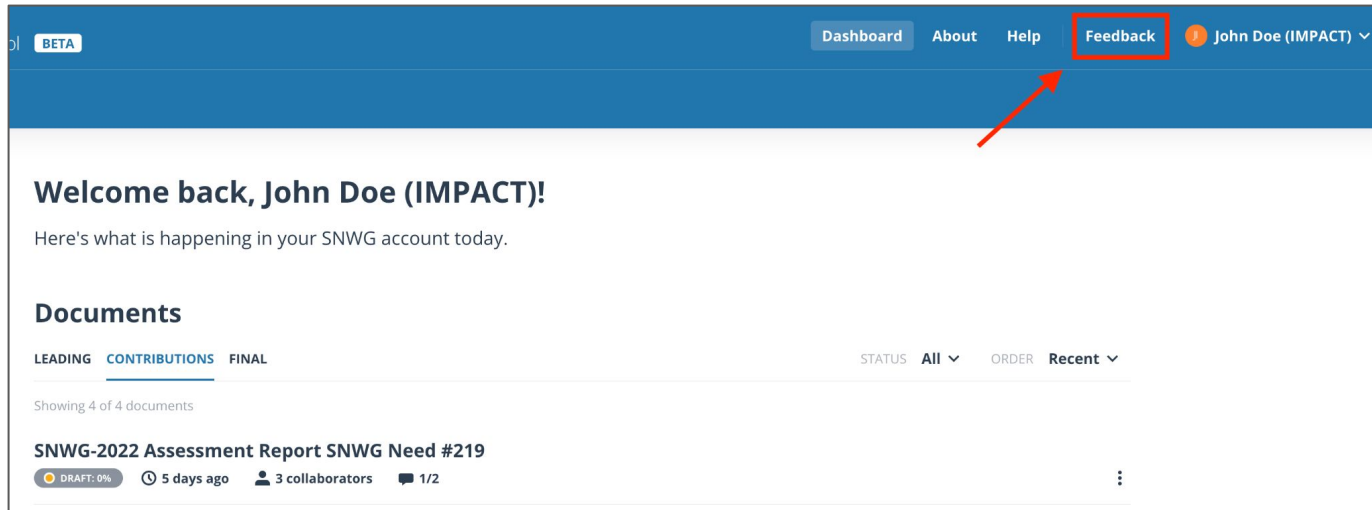 BETA Dashboard About Help Feedback J John Doe (IMPACT)
Welcome back, John Doe (IMPACT)!
Here's what is happening in your SNWG account today.
Documents
LEADING CONTRIBUTIONS FINAL STATUS All ORDER Recent
Showing 4 of 4 documents
SNWG-2022 Assessment Report SNWG Need #219
DRAFT: 0% 5 days ago 3 collaborators 1/2